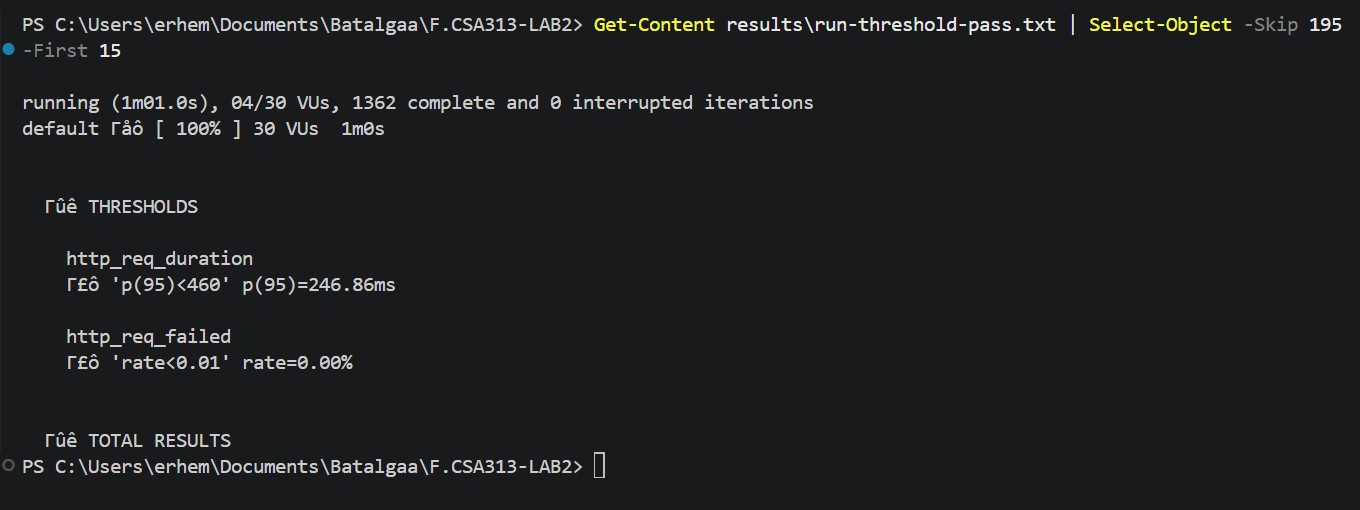 PS C:\Users\erhem\Documents\Batalgaa\F.CSA313-LAB2> Get-Content results\run-threshold-pass.txt | Select-Object -Skip 195
-First 15
running (1m01.0s), 04/30 VUs, 1362 complete and 0 interrupted iterations
default Γåô [ 100% ] 30 VUs  1m0s
Γûê THRESHOLDS
http_req_duration
Γ£ô 'p(95)<460' p(95)=246.86ms
http_req_failed
Γ£ô 'rate<0.01' rate=0.00%
Γûê TOTAL RESULTS
PS C:\Users\erhem\Documents\Batalgaa\F.CSA313-LAB2>